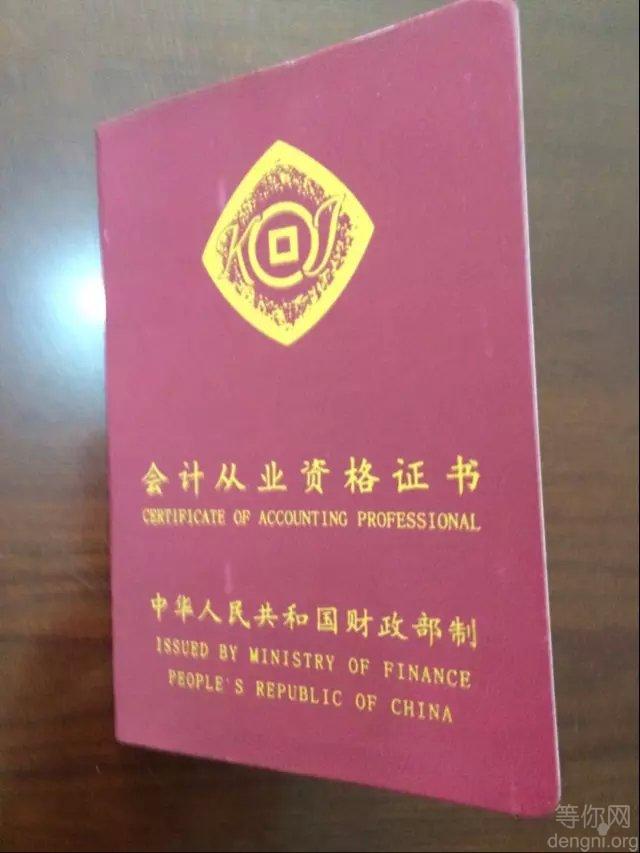 KJ
会计从业资格证书
CERTIFICATE OF ACCOUNTING PROFESSIONAL
中华人民共和国财政部制
ISSUED BY MINISTRY OF FINANCE
PEOPLE'S REPUBLIC OF CHINA
等你网
dengni.org